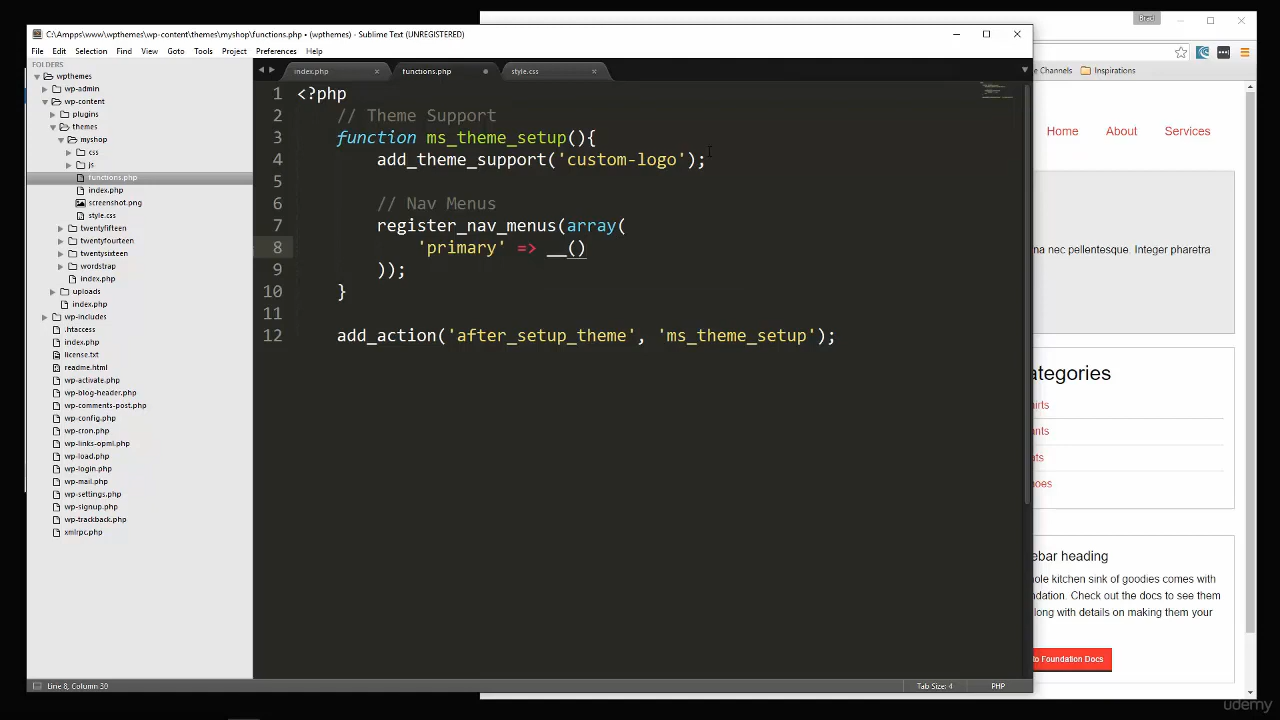 Brad
C:\Ampps\www\wpthemes\wp-content\themes\myshop\functions.php • (wpthemes) - Sublime Text (UNREGISTERED)
File Edit Selection Find View Goto Tools Project Preferences Help
FOLDERS
wpthemes
wp-admin
wp-content
plugins
themes
myshop
css
js
functions.php
index.php
screenshot.png
style.css
twentyfifteen
twentyfourteen
twentysixteen
wordstrap
index.php
uploads
index.php
wp-includes
.htaccess
index.php
license.txt
readme.html
wp-activate.php
wp-blog-header.php
wp-comments-post.php
wp-config.php
wp-cron.php
wp-links-opml.php
wp-load.php
wp-login.php
wp-mail.php
wp-settings.php
wp-signup.php
wp-trackback.php
xmlrpc.php
index.php functions.php style.css
1 <?php
2 // Theme Support
3 function ms_theme_setup(){
4 add_theme_support('custom-logo');
5
6 // Nav Menus
7 register_nav_menus(array(
8 'primary' => __()
9 ));
10 }
11
12 add_action('after_setup_theme', 'ms_theme_setup');
Line 8, Column 30 Tab Size: 4 PHP
Channels Inspirations
Home About Services
na nec pellentesque. Integer pharetra
ategories
irts
ants
ats
oes
ebar heading
ole kitchen sink of goodies comes with
ndation. Check out the docs to see them
long with details on making them your
to Foundation Docs
udemy